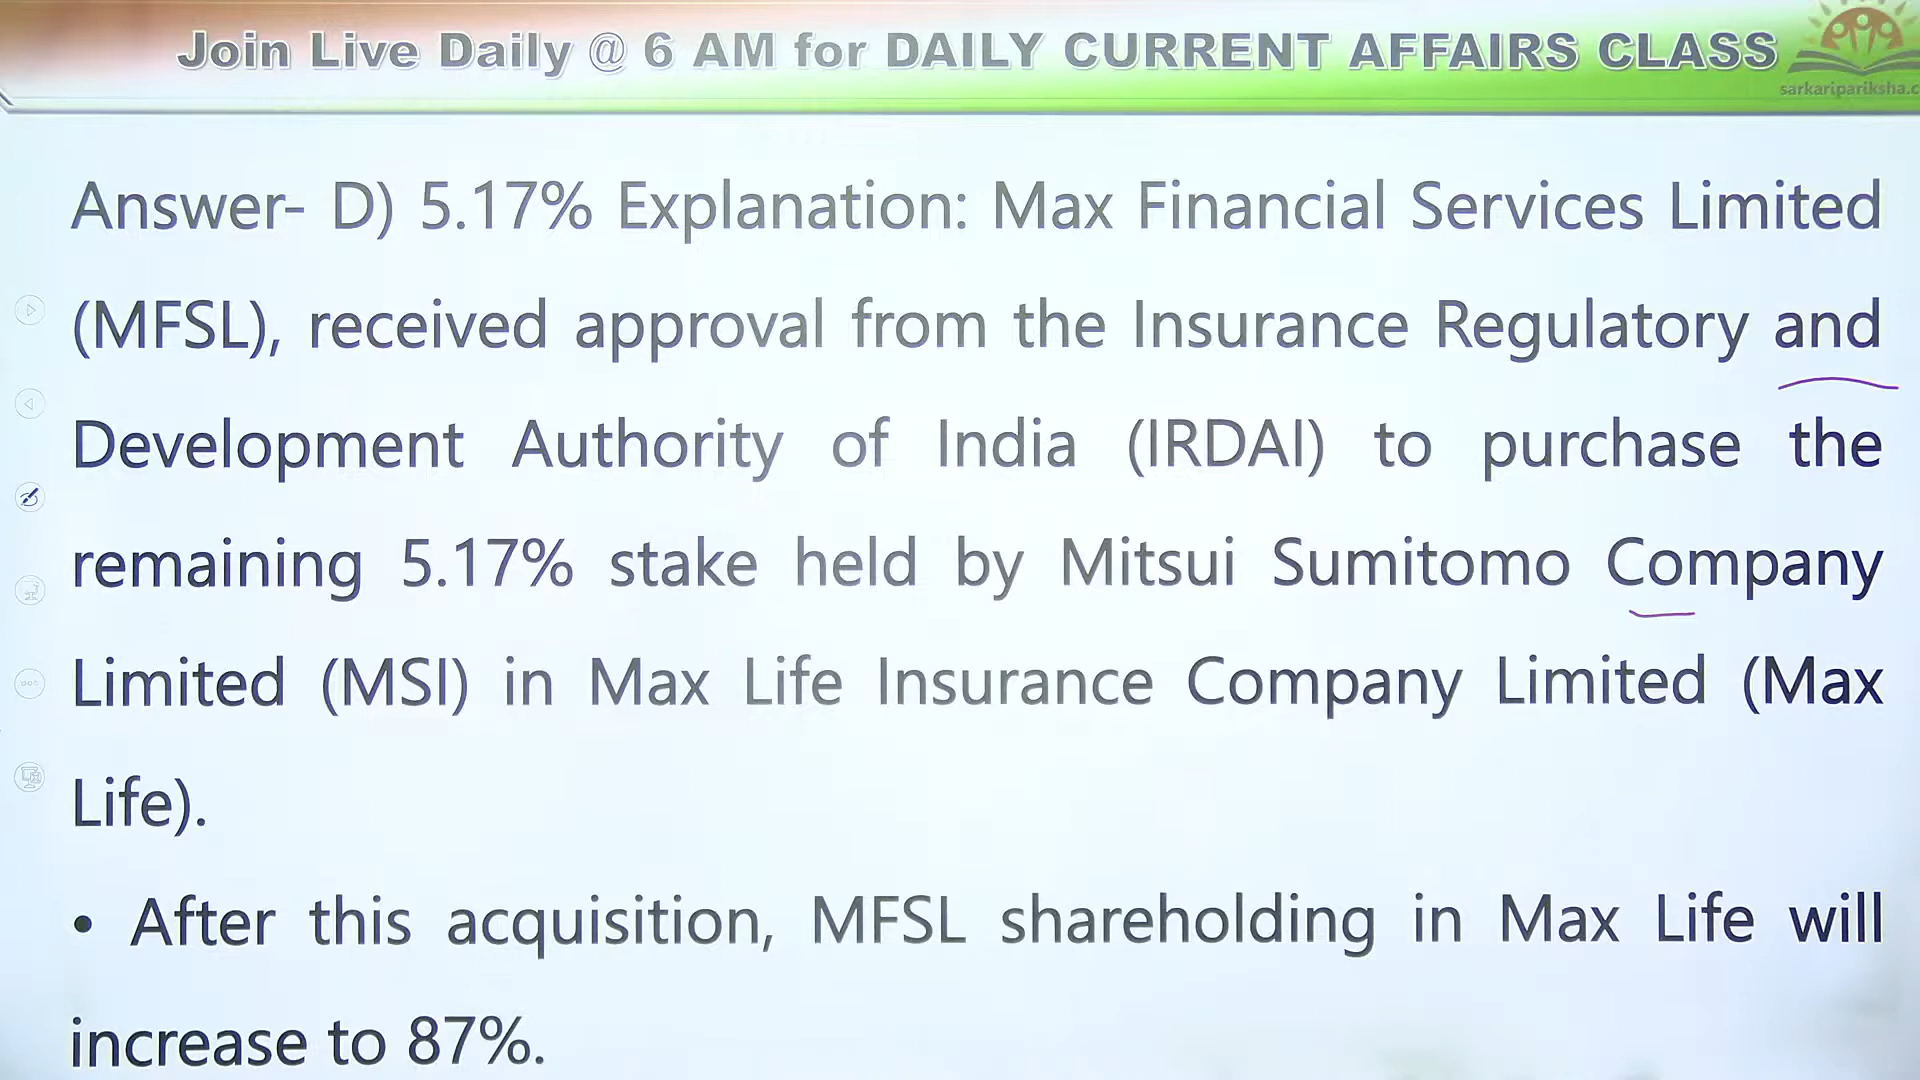 Join Live Daily @ 6 AM for DAILY CURRENT AFFAIRS CLASS
sarkaripariksha.c
Answer- D) 5.17% Explanation: Max Financial Services Limited
(MFSL), received approval from the Insurance Regulatory and
Development Authority of India (IRDAI) to purchase the
remaining 5.17% stake held by Mitsui Sumitomo Company
Limited (MSI) in Max Life Insurance Company Limited (Max
Life).
• After this acquisition, MFSL shareholding in Max Life will
increase to 87%.